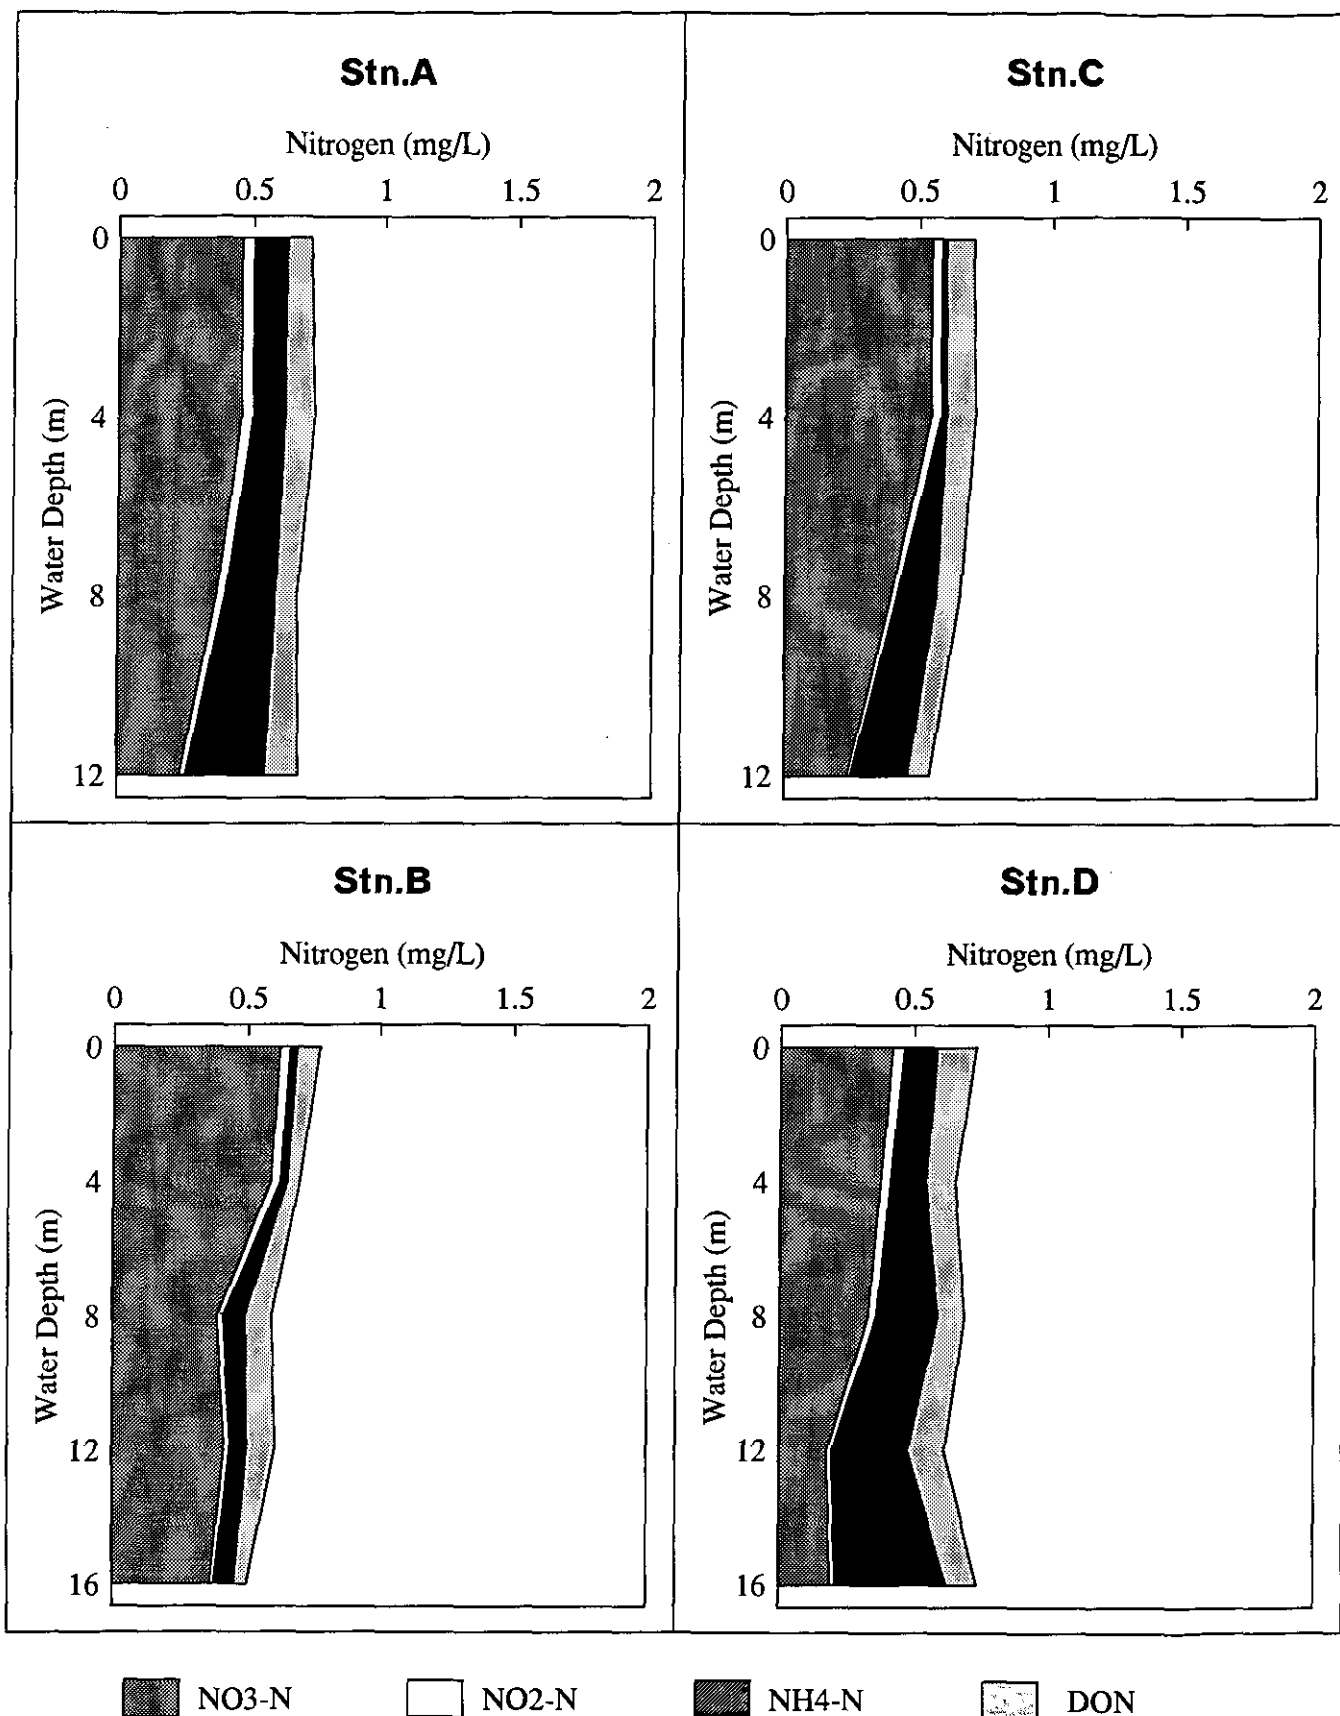 Stn.A
Nitrogen (mg/L)
0 0.5 1 1.5 2
0
4
8
12
Water Depth (m)
Stn.C
Nitrogen (mg/L)
0 0.5 1 1.5 2
0
4
8
12
Water Depth (m)
Stn.B
Nitrogen (mg/L)
0 0.5 1 1.5 2
0
4
8
12
16
Water Depth (m)
Stn.D
Nitrogen (mg/L)
0 0.5 1 1.5 2
0
4
8
12
16
Water Depth (m)
NO3-N NO2-N NH4-N DON